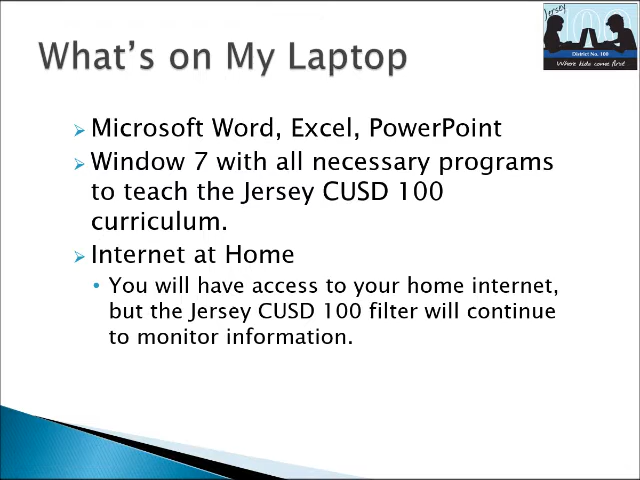 Jersey
100
District No. 100
Where kids come first
What's on My Laptop
Microsoft Word, Excel, PowerPoint
Window 7 with all necessary programs
to teach the Jersey CUSD 100
curriculum.
Internet at Home
You will have access to your home internet,
but the Jersey CUSD 100 filter will continue
to monitor information.